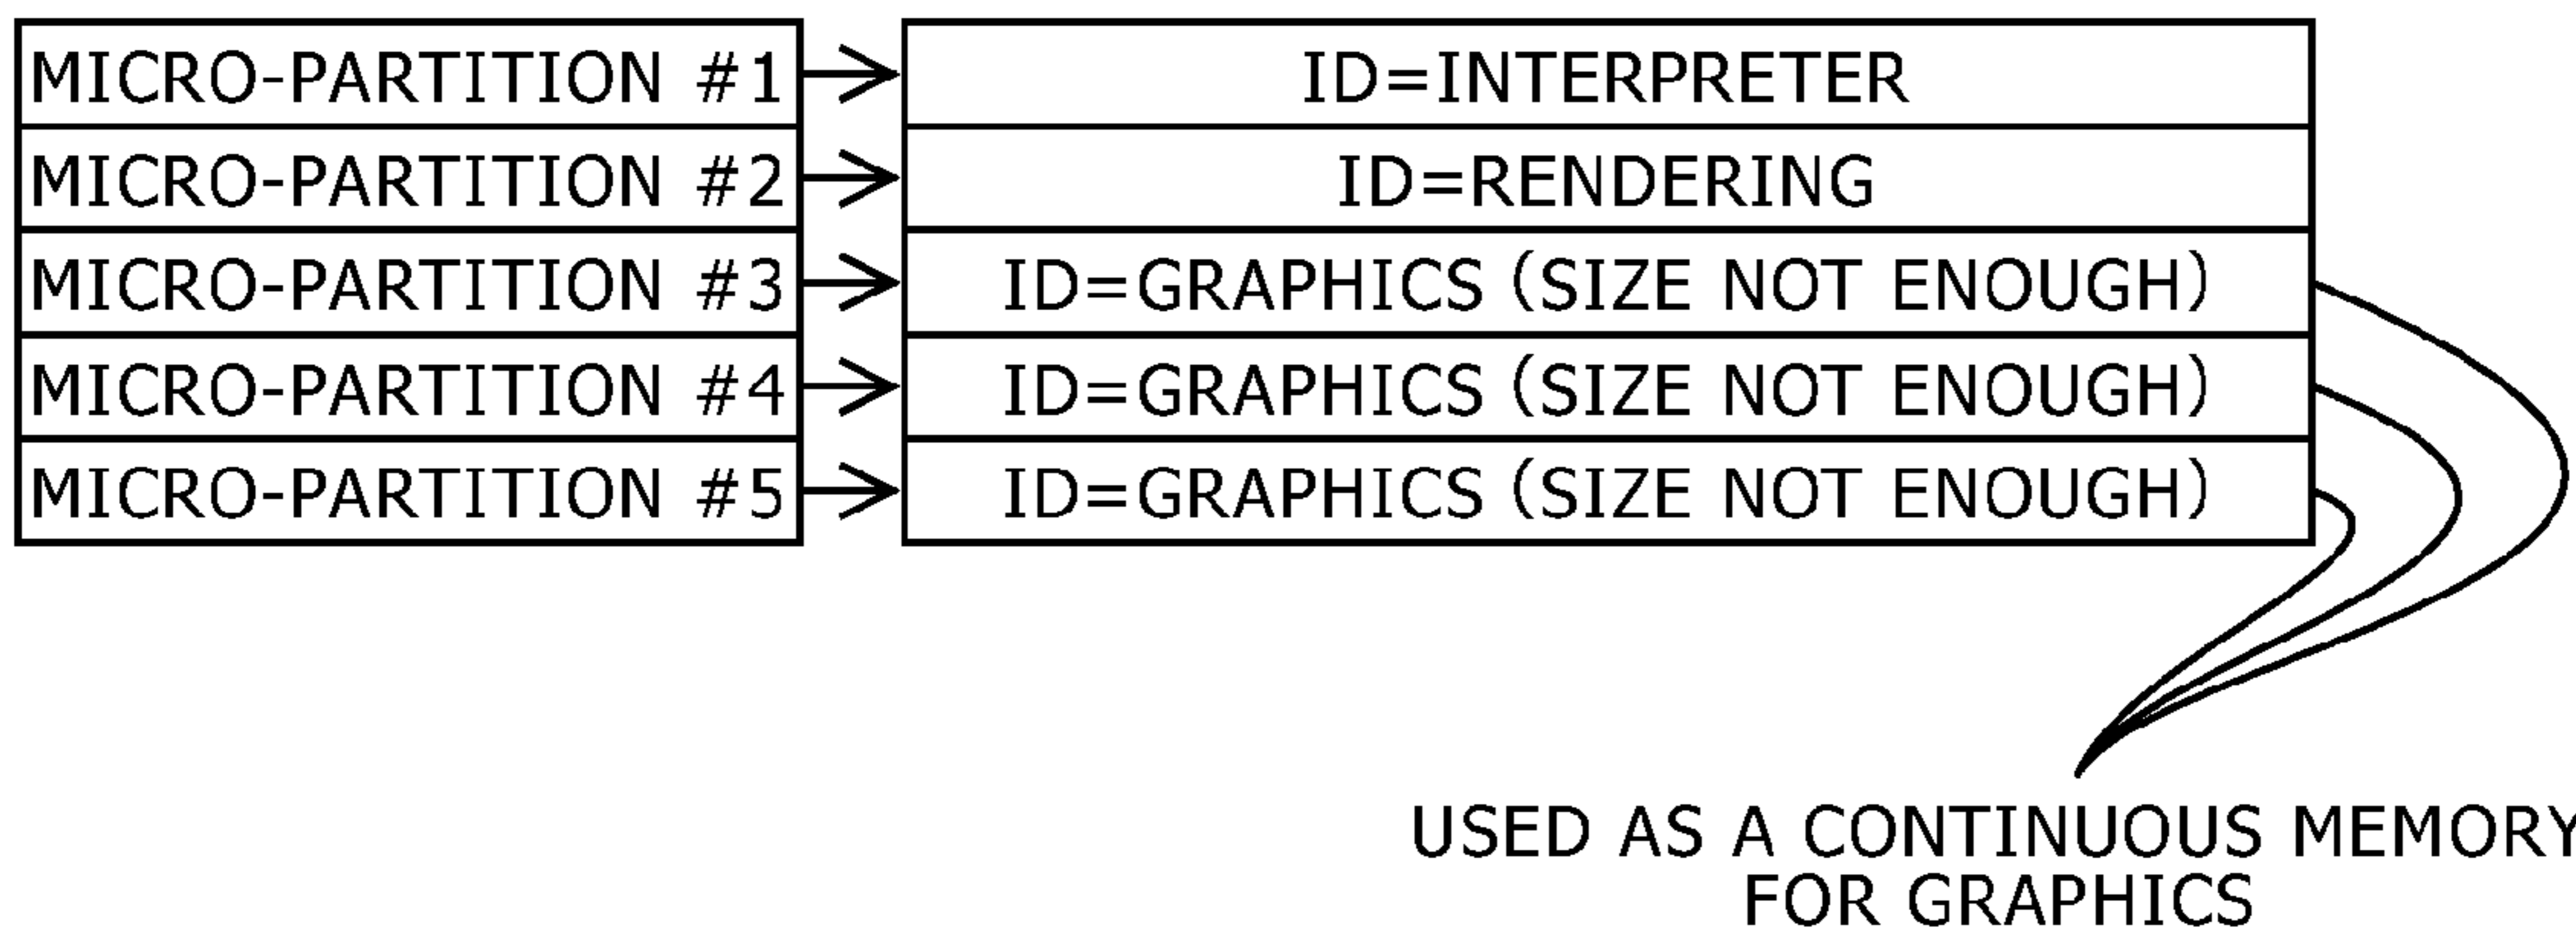 MICRO-PARTITION #1 ID=INTERPRETER
MICRO-PARTITION #2 ID=RENDERING
MICRO-PARTITION #3 ID=GRAPHICS (SIZE NOT ENOUGH)
MICRO-PARTITION #4 ID=GRAPHICS (SIZE NOT ENOUGH)
MICRO-PARTITION #5 ID=GRAPHICS (SIZE NOT ENOUGH)
USED AS A CONTINUOUS MEMORY
FOR GRAPHICS